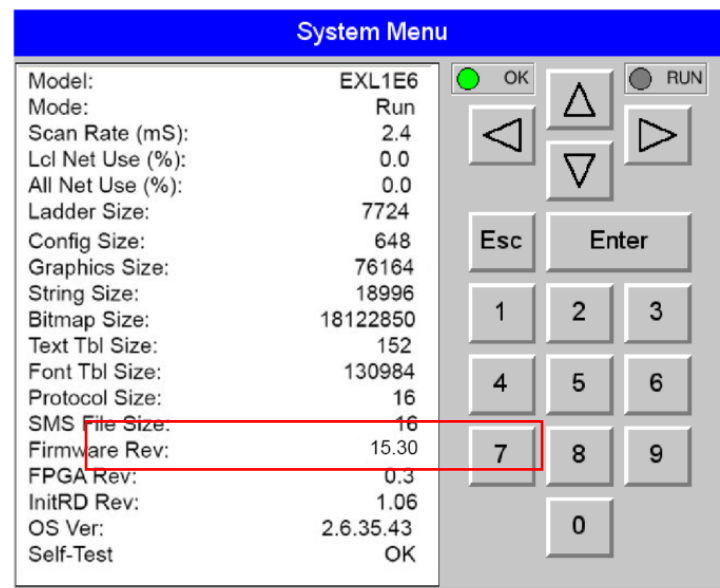 System Menu
Model: EXL1E6
Mode: Run
Scan Rate (mS): 2.4
Lcl Net Use (%): 0.0
All Net Use (%): 0.0
Ladder Size: 7724
Config Size: 648
Graphics Size: 76164
String Size: 18996
Bitmap Size: 18122850
Text Tbl Size: 152
Font Tbl Size: 130984
Protocol Size: 16
SMS File Size: 16
Firmware Rev: 15.30
FPGA Rev: 0.3
InitRD Rev: 1.06
OS Ver: 2.6.35.43
Self-Test OK
OK RUN
Esc Enter
1 2 3
4 5 6
7 8 9
0